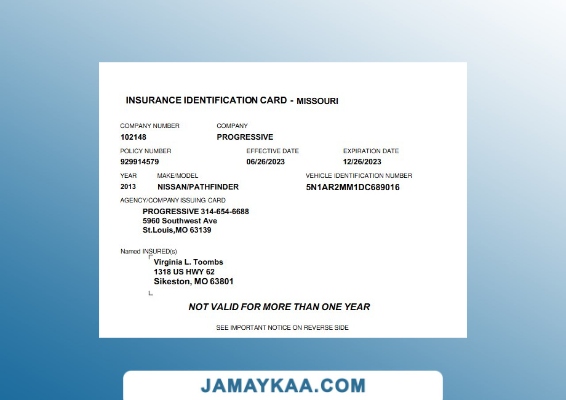 INSURANCE IDENTIFICATION CARD - MISSOURI
COMPANY NUMBER COMPANY
102148 PROGRESSIVE
POLICY NUMBER EFFECTIVE DATE EXPIRATION DATE
929914579 06/26/2023 12/26/2023
YEAR MAKE/MODEL VEHICLE IDENTIFICATION NUMBER
2013 NISSAN/PATHFINDER 5N1AR2MM1DC689016
AGENCY/COMPANY ISSUING CARD
PROGRESSIVE 314-654-6688
5960 Southwest Ave
St.Louis,MO 63139
Named INSURED(s)
Virginia L. Toombs
1318 US HWY 62
Sikeston, MO 63801
NOT VALID FOR MORE THAN ONE YEAR
SEE IMPORTANT NOTICE ON REVERSE SIDE
JAMAYKAA.COM